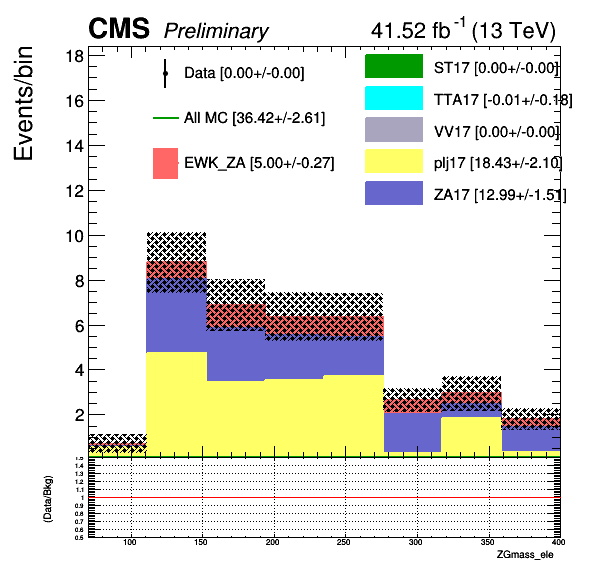 CMS Preliminary 41.52 fb⁻¹ (13 TeV)
Events/bin
18
16
14
12
10
8
6
4
2
Data [0.00+/-0.00]
All MC [36.42+/-2.61]
EWK_ZA [5.00+/-0.27]
ST17 [0.00+/-0.00]
TTA17 [-0.01+/-0.18]
VV17 [0.00+/-0.00]
plj17 [18.43+/-2.10]
ZA17 [12.99+/-1.51]
(Data/Bkg)
1.5
1.4
1.3
1.2
1.1
1
0.9
0.8
0.7
0.6
0.5
100 150 200 250 300 350 400
ZGmass_ele